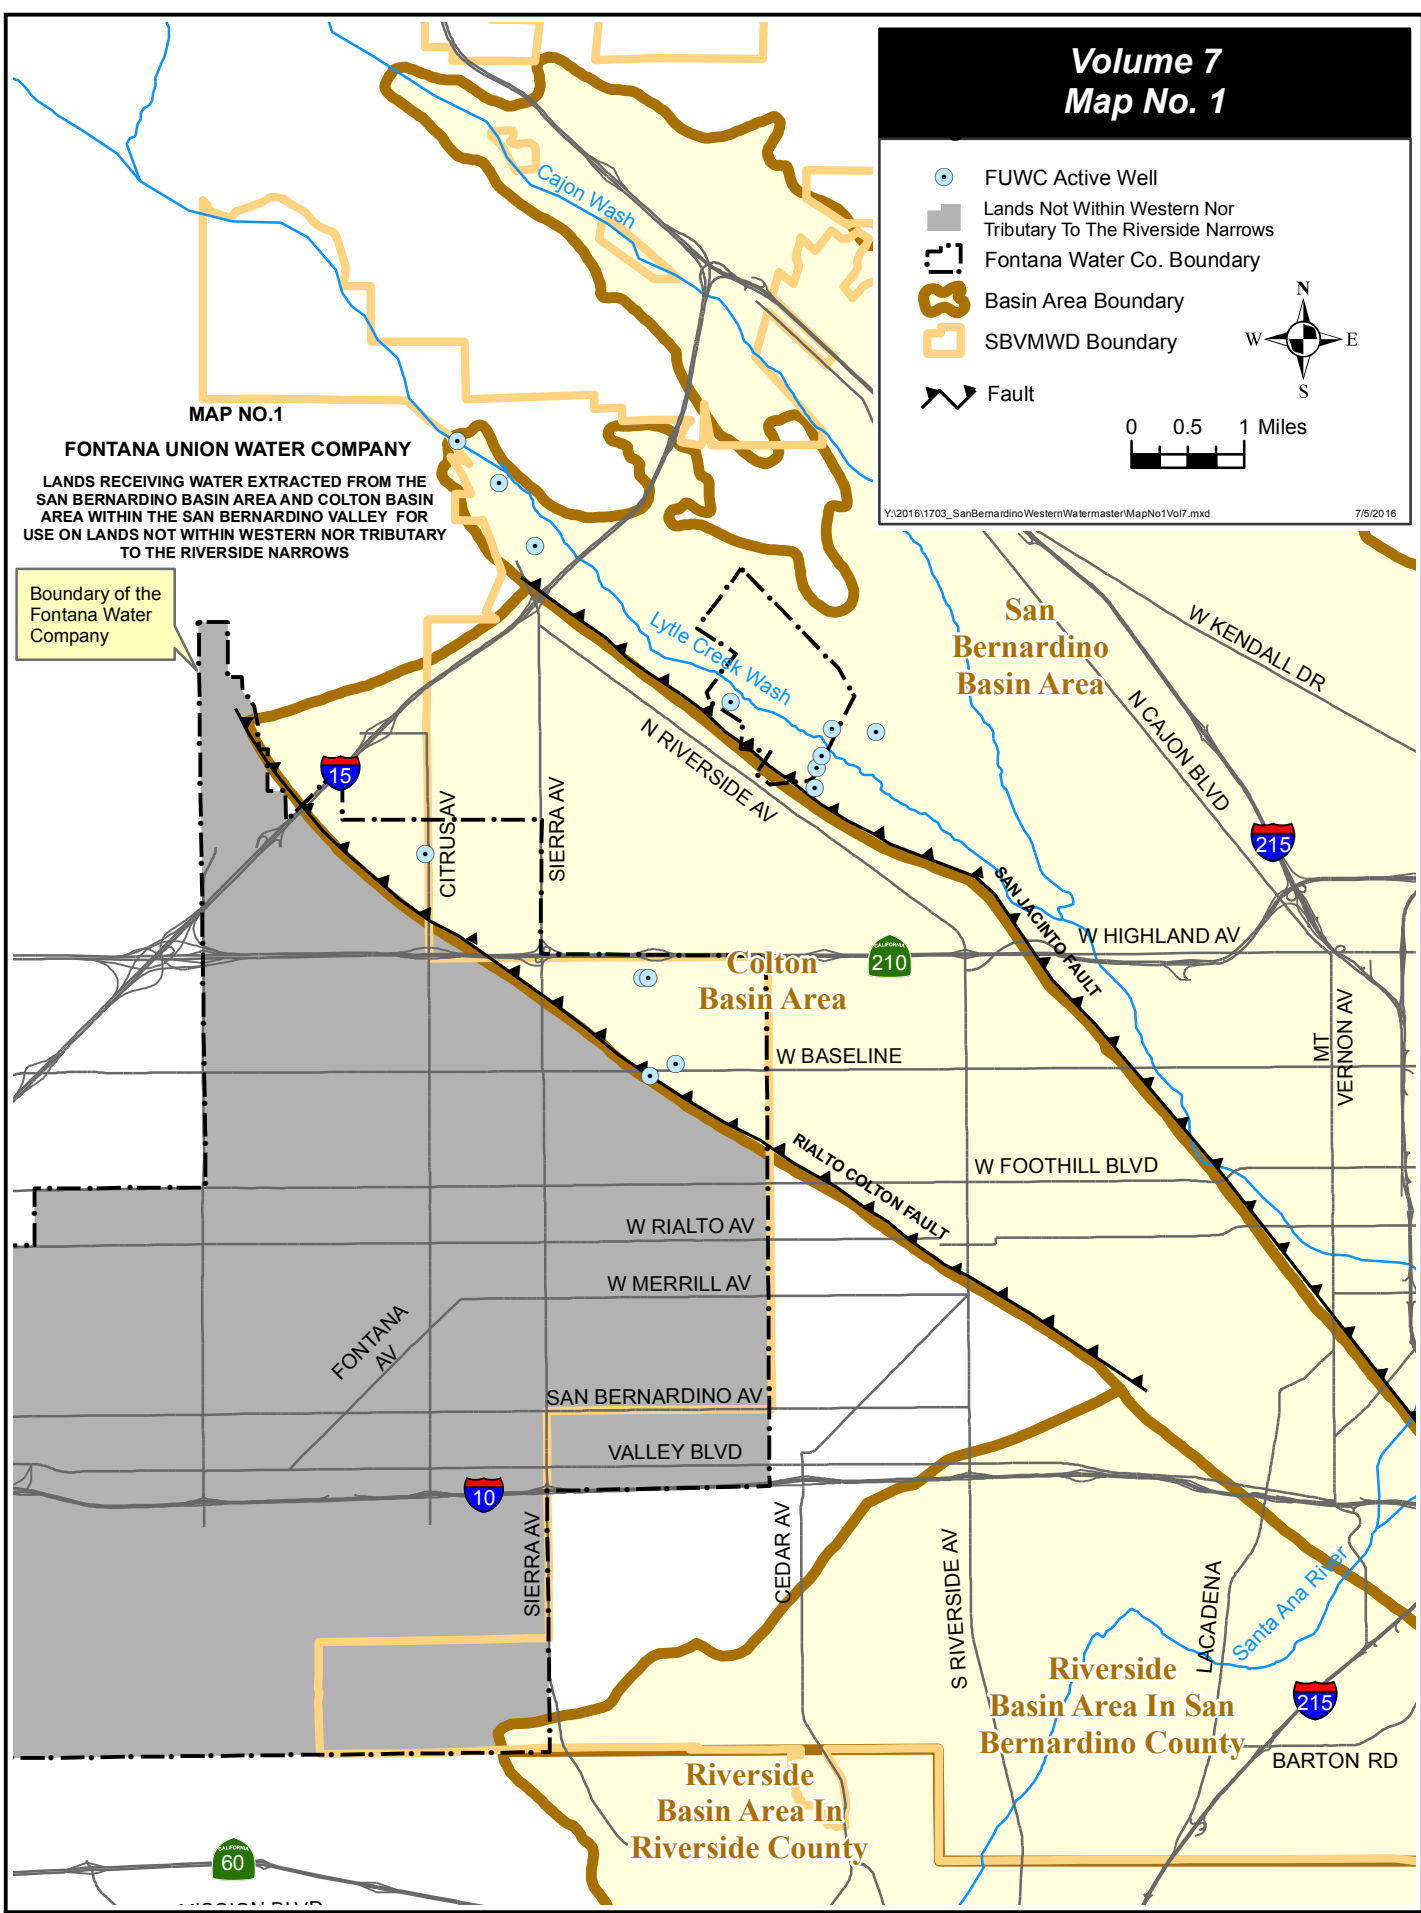 Volume 7
Map No. 1
FUWC Active Well
Lands Not Within Western Nor
Tributary To The Riverside Narrows
Fontana Water Co. Boundary
Basin Area Boundary
SBVMWD Boundary
Fault
N
W
E
S
0 0.5 1 Miles
Y:\2016\1703_SanBernardinoWesternWatermaster\MapNo1Vol7.mxd
7/5/2016
Cajon Wash
MAP NO.1
FONTANA UNION WATER COMPANY
LANDS RECEIVING WATER EXTRACTED FROM THE
SAN BERNARDINO BASIN AREA AND COLTON BASIN
AREA WITHIN THE SAN BERNARDINO VALLEY FOR
USE ON LANDS NOT WITHIN WESTERN NOR TRIBUTARY
TO THE RIVERSIDE NARROWS
Boundary of the
Fontana Water
Company
San
Bernardino
Basin Area
W KENDALL DR
Lytle Creek Wash
N CAJON BLVD
N RIVERSIDE AV
15
CITRUS AV
SIERRA AV
215
SAN JACINTO FAULT
W HIGHLAND AV
CALIFORNIA
210
Colton
Basin Area
MT
VERNON AV
W BASELINE
RIALTO COLTON FAULT
W FOOTHILL BLVD
W RIALTO AV
W MERRILL AV
FONTANA
AV
SAN BERNARDINO AV
VALLEY BLVD
10
SIERRA AV
CEDAR AV
S RIVERSIDE AV
LACADENA
Santa Ana River
Riverside
Basin Area In San
Bernardino County
215
BARTON RD
Riverside
Basin Area In
Riverside County
CALIFORNIA
60